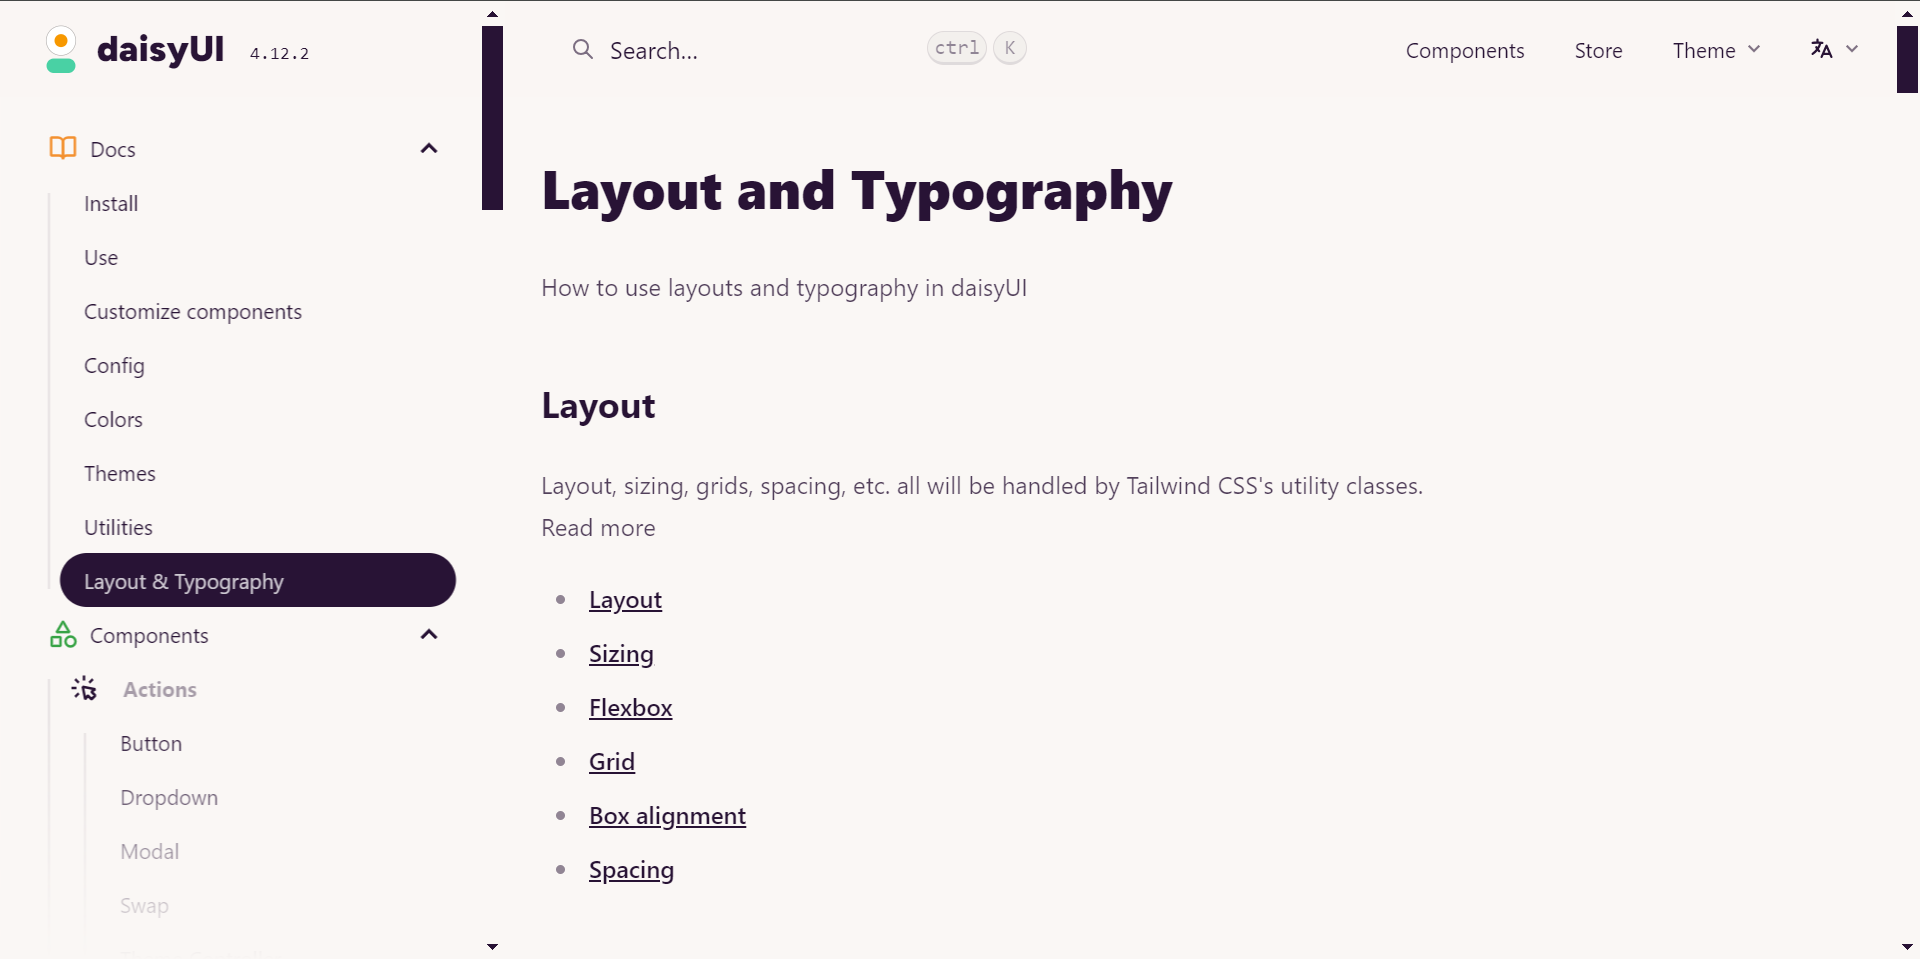 daisyUI 4.12.2
Search...
ctrl K
Components
Store
Theme
Docs
Install
Use
Customize components
Config
Colors
Themes
Utilities
Layout & Typography
Components
Actions
Button
Dropdown
Modal
Swap
Layout and Typography
How to use layouts and typography in daisyUI
Layout
Layout, sizing, grids, spacing, etc. all will be handled by Tailwind CSS's utility classes.
Read more
Layout
Sizing
Flexbox
Grid
Box alignment
Spacing